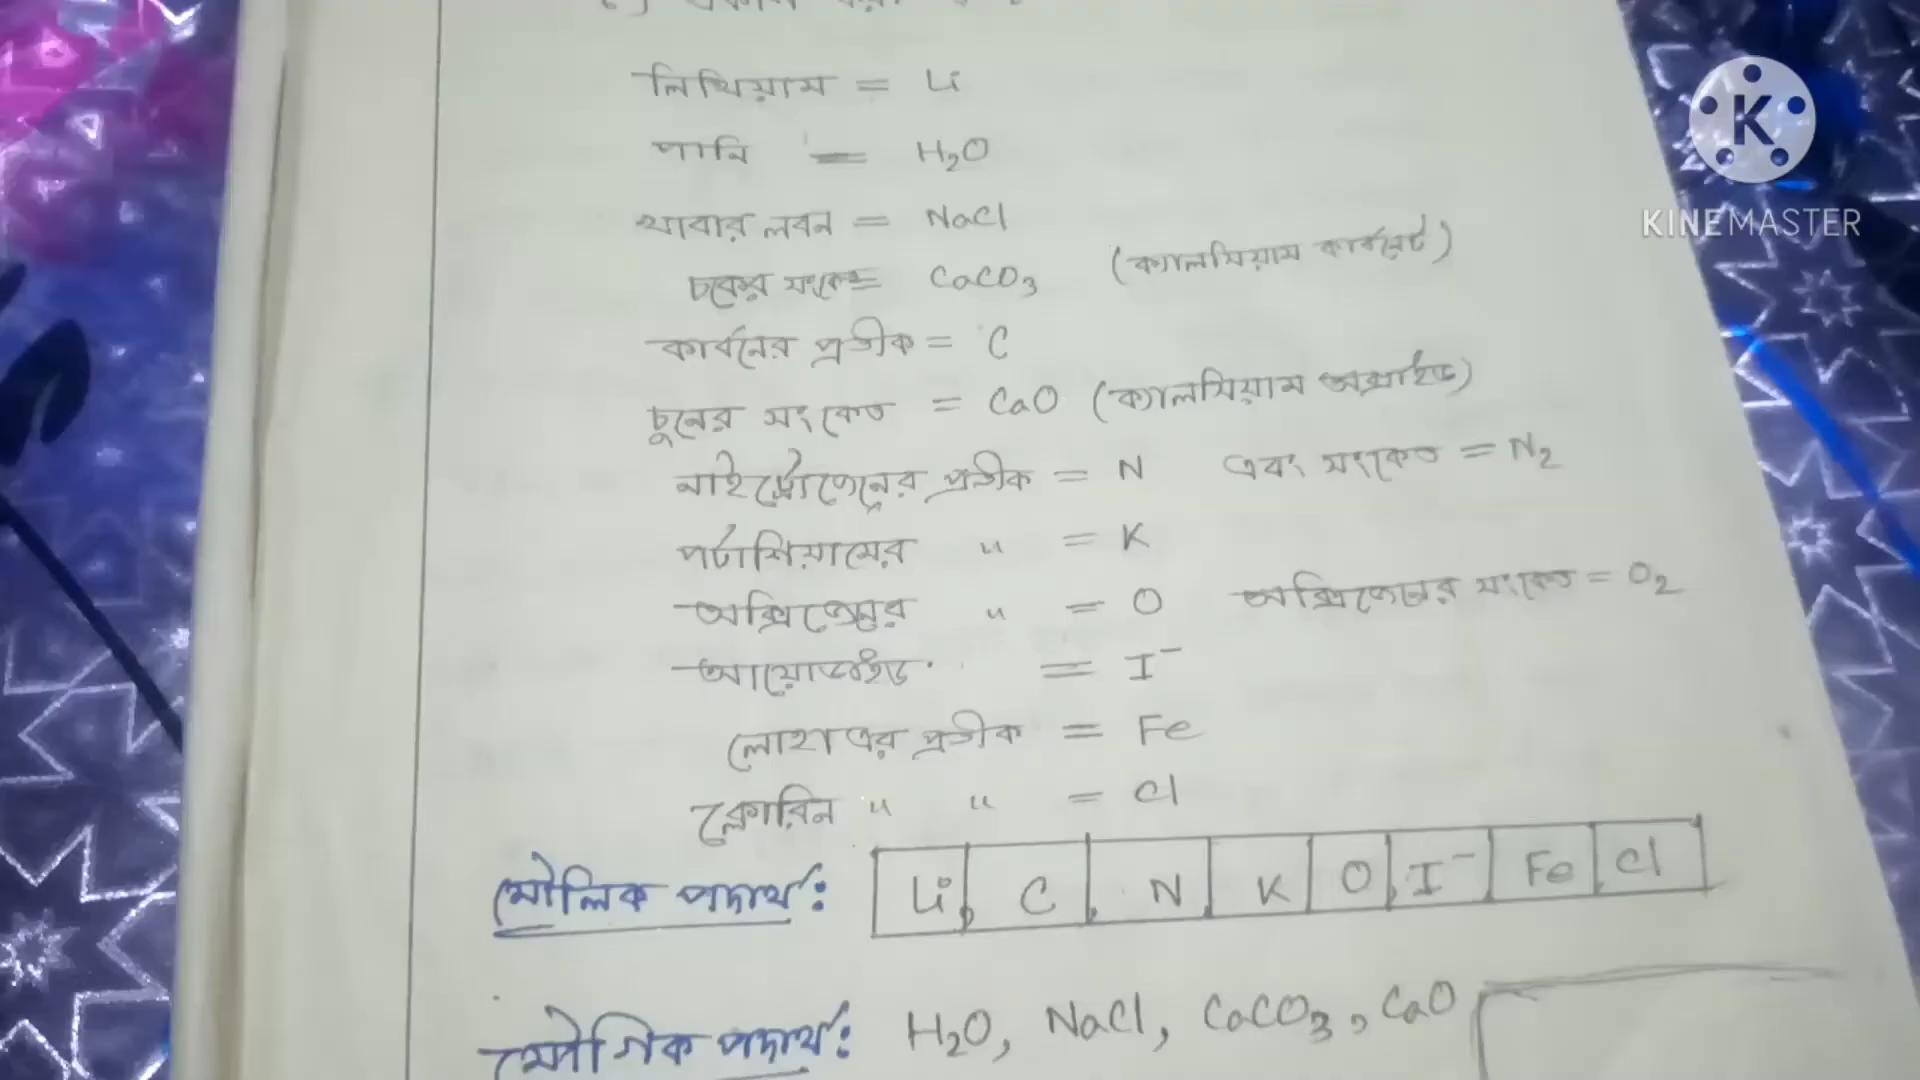 লিথিয়াম = Li
পানি = H₂O
খাবার লবন = NaCl
চকের সংকেত = CaCO₃ (ক্যালসিয়াম কার্বনেট)
কার্বনের প্রতীক = C
চুনের সংকেত = CaO (ক্যালসিয়াম অক্সাইড)
নাইট্রোজেনের প্রতীক = N এবং সংকেত = N₂
পটাশিয়ামের " = K
অক্সিজেনের " = O অক্সিজেনের সংকেত = O₂
আয়োডাইড = I⁻
লোহা এর প্রতীক = Fe
ক্লোরিন " " = Cl
মৌলিক পদার্থ: Li C N K O I⁻ Fe Cl
যৌগিক পদার্থ: H₂O, NaCl, CaCO₃, CaO
K
KINEMASTER